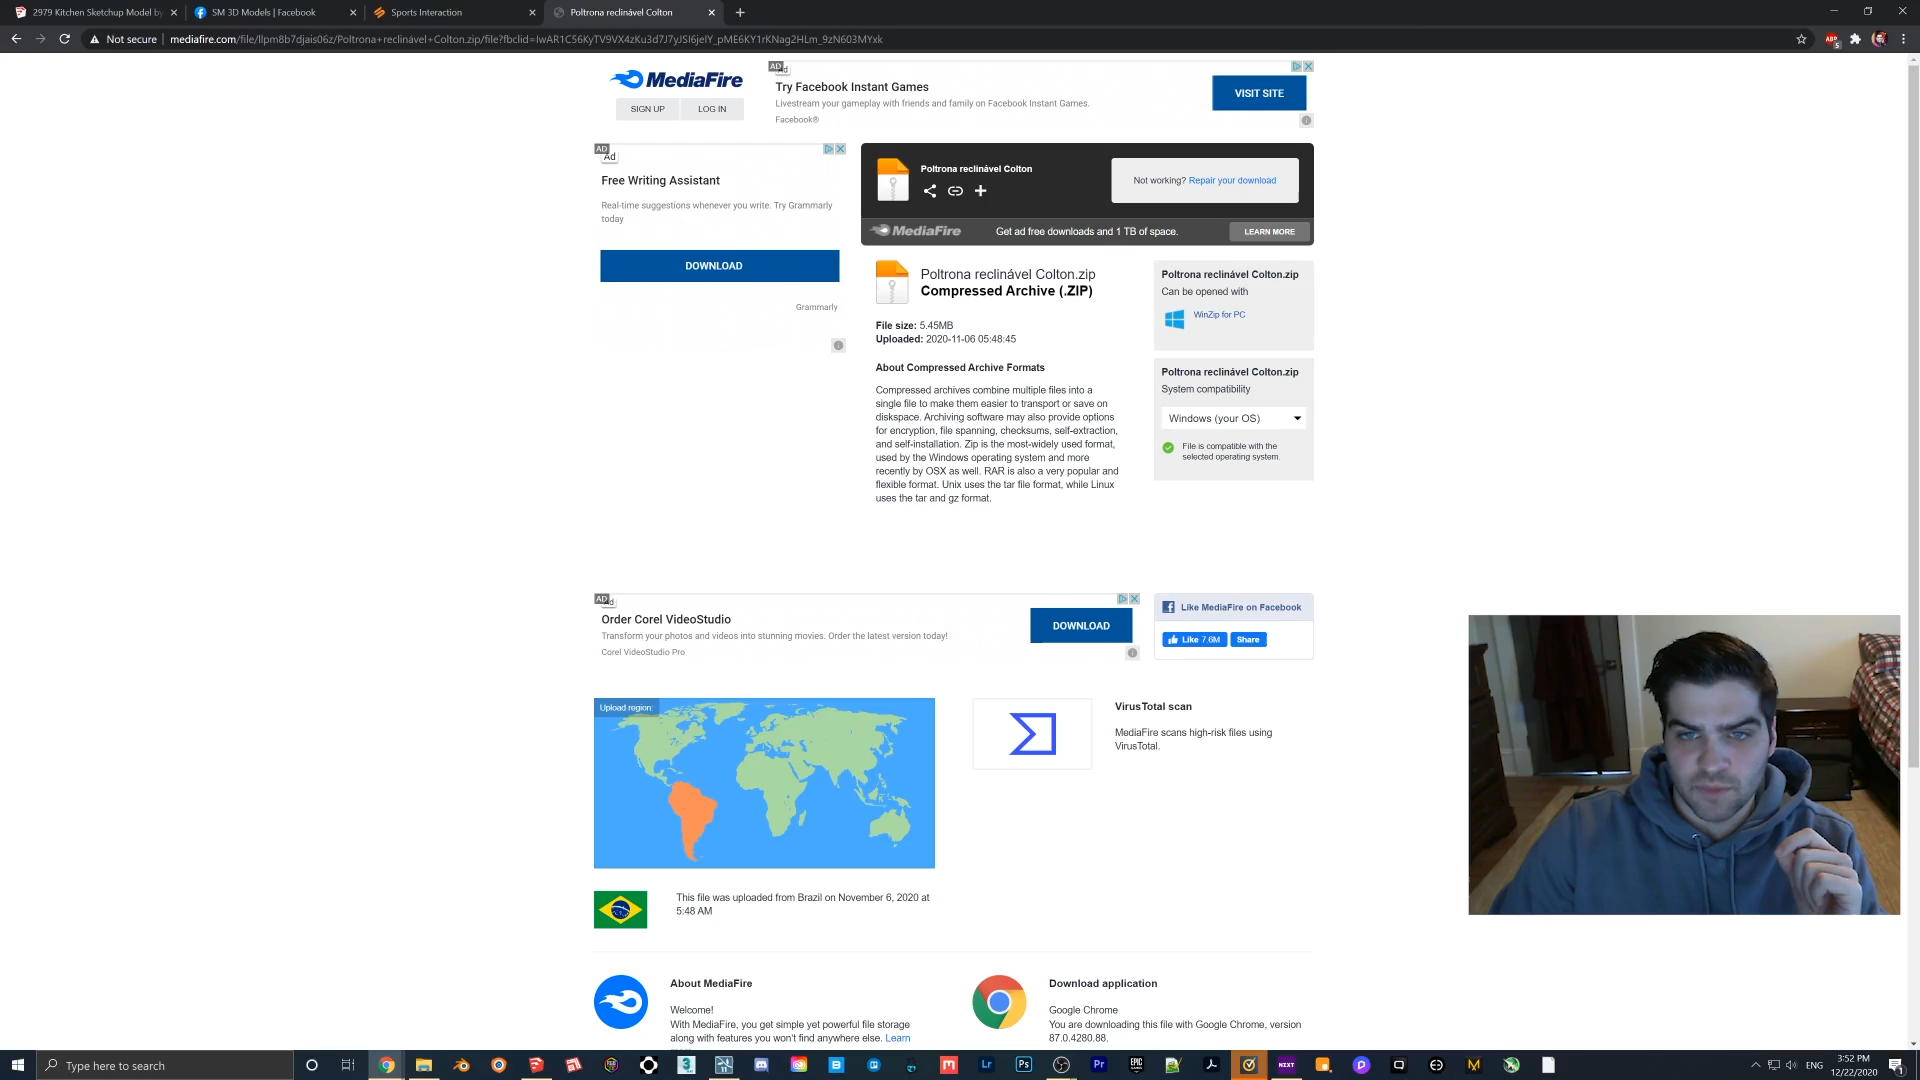 2979 Kitchen Sketchup Model by
SM 3D Models | Facebook
Sports Interaction
Poltrona reclinável Colton
Not secure
mediafire.com/file/llpm8b7djais06z/Poltrona+reclinável+Colton.zip/file?fbclid=IwAR1C56KyTV9VX4zKu3d7J7yJSI6jeIY_pME6KY1rKNag2HLm_9zN603MYxk
MediaFire
SIGN UP
LOG IN
AD
Ad
Try Facebook Instant Games
Livestream your gameplay with friends and family on Facebook Instant Games.
Facebook®
VISIT SITE
AD
Ad
Free Writing Assistant
Real-time suggestions whenever you write. Try Grammarly
today
DOWNLOAD
Grammarly
Poltrona reclinável Colton
Not working? Repair your download
MediaFire
Get ad free downloads and 1 TB of space.
LEARN MORE
Poltrona reclinável Colton.zip
Compressed Archive (.ZIP)
File size: 5.45MB
Uploaded: 2020-11-06 05:48:45
About Compressed Archive Formats
Compressed archives combine multiple files into a
single file to make them easier to transport or save on
diskspace. Archiving software may also provide options
for encryption, file spanning, checksums, self-extraction,
and self-installation. Zip is the most-widely used format,
used by the Windows operating system and more
recently by OSX as well. RAR is also a very popular and
flexible format. Unix uses the tar file format, while Linux
uses the tar and gz format.
Poltrona reclinável Colton.zip
Can be opened with
WinZip for PC
Poltrona reclinável Colton.zip
System compatibility
Windows (your OS)
File is compatible with the
selected operating system.
AD
Ad
Order Corel VideoStudio
Transform your photos and videos into stunning movies. Order the latest version today!
Corel VideoStudio Pro
DOWNLOAD
Like MediaFire on Facebook
Like 7.6M
Share
Upload region:
VirusTotal scan
MediaFire scans high-risk files using
VirusTotal.
This file was uploaded from Brazil on November 6, 2020 at
5:48 AM
About MediaFire
Welcome!
With MediaFire, you get simple yet powerful file storage
along with features you won't find anywhere else. Learn
Download application
Google Chrome
You are downloading this file with Google Chrome, version
87.0.4280.88.
Type here to search
ENG
3:52 PM
12/22/2020